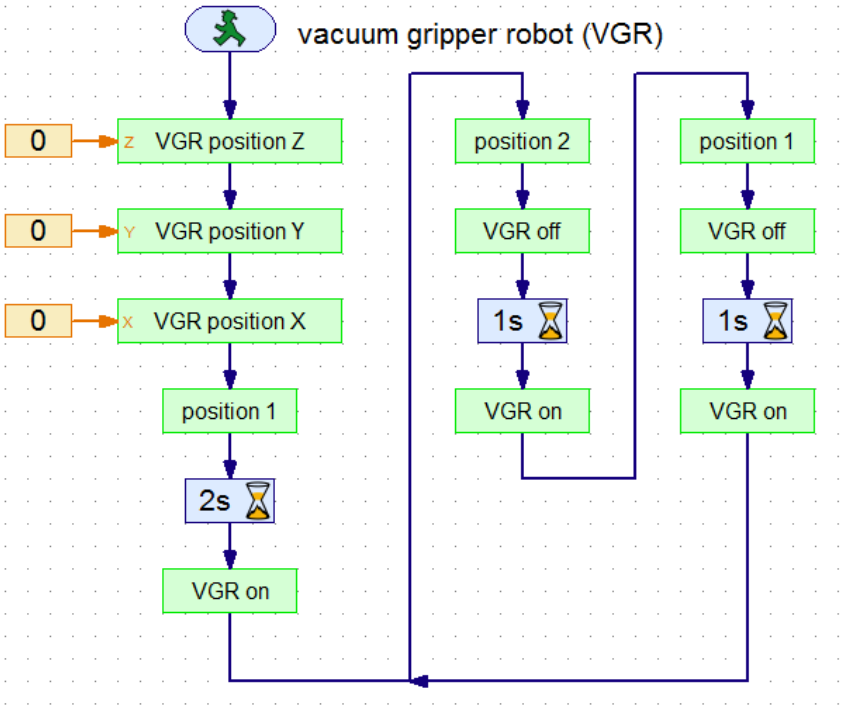 vacuum gripper robot (VGR)
0
Z VGR position Z
0
Y VGR position Y
0
X VGR position X
position 1
2s
VGR on
position 2
VGR off
1s
VGR on
position 1
VGR off
1s
VGR on